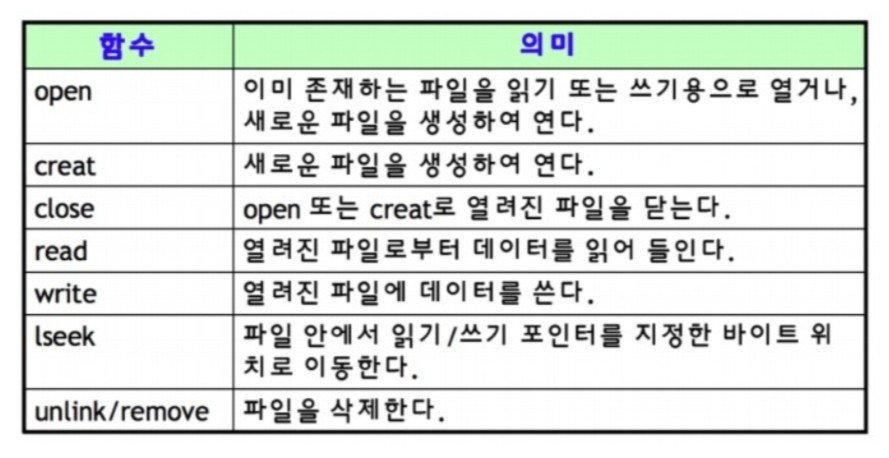 함수 의미
open 이미 존재하는 파일을 읽기 또는 쓰기용으로 열거나,
새로운 파일을 생성하여 연다.
creat 새로운 파일을 생성하여 연다.
close open 또는 creat로 열려진 파일을 닫는다.
read 열려진 파일로부터 데이터를 읽어 들인다.
write 열려진 파일에 데이터를 쓴다.
lseek 파일 안에서 읽기/쓰기 포인터를 지정한 바이트 위
치로 이동한다.
unlink/remove 파일을 삭제한다.